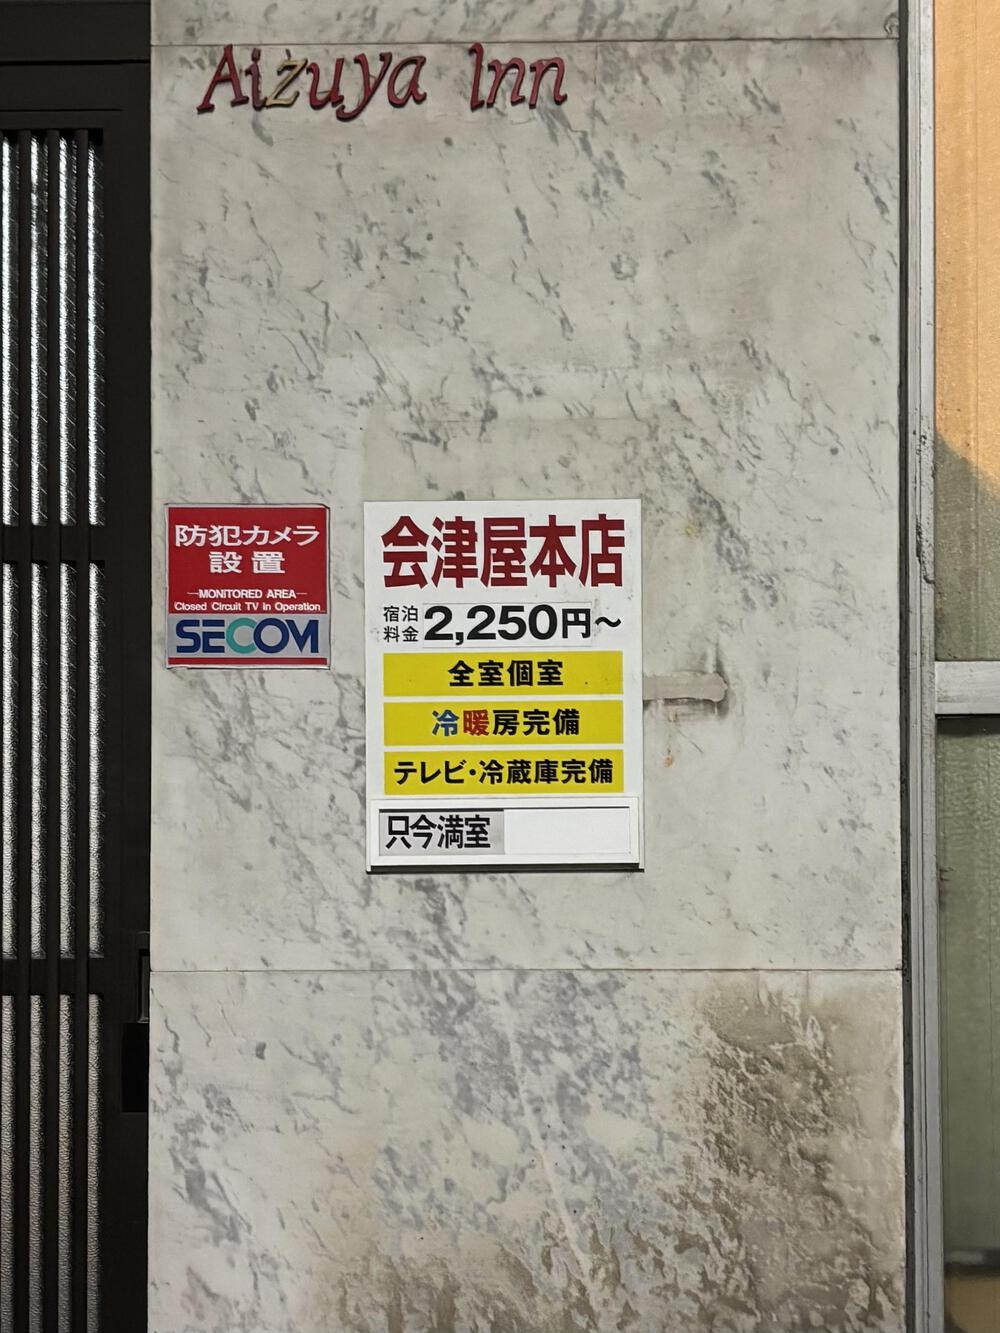 Aizuya Inn
防犯カメラ
設置
—MONITORED AREA—
Closed Circuit TV in Operation
SECOM
会津屋本店
宿泊料金 2,250円～
全室個室
冷暖房完備
テレビ・冷蔵庫完備
只今満室